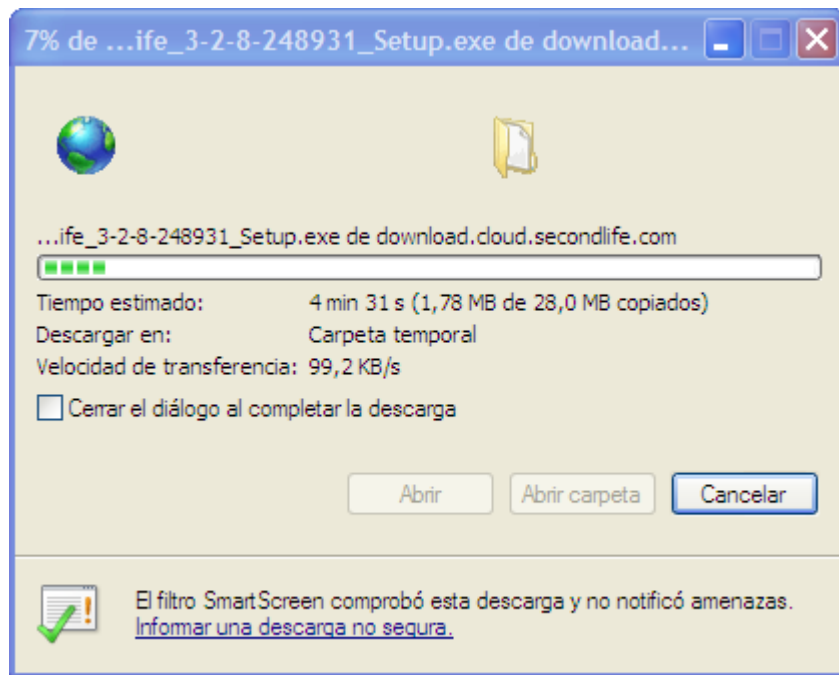 7% de ...ife_3-2-8-248931_Setup.exe de download...
...ife_3-2-8-248931_Setup.exe de download.cloud.secondlife.com
Tiempo estimado: 4 min 31 s (1,78 MB de 28,0 MB copiados)
Descargar en: Carpeta temporal
Velocidad de transferencia: 99,2 KB/s
Cerrar el diálogo al completar la descarga
Abrir Abrir carpeta Cancelar
El filtro SmartScreen comprobó esta descarga y no notificó amenazas.
Informar una descarga no segura.